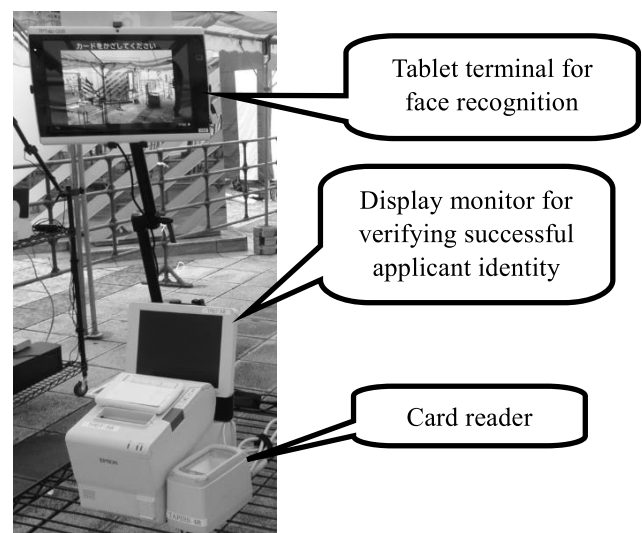 カードをかざしてください
Tablet terminal for
face recognition
Display monitor for
verifying successful
applicant identity
Card reader
EPSON